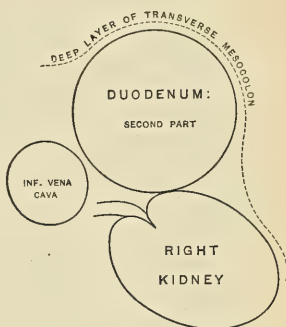 DEEP LAYER OF TRANSVERSE MESOCOLON
DUODENUM:
SECOND PART
INF. VENA
CAVA
RIGHT
KIDNEY